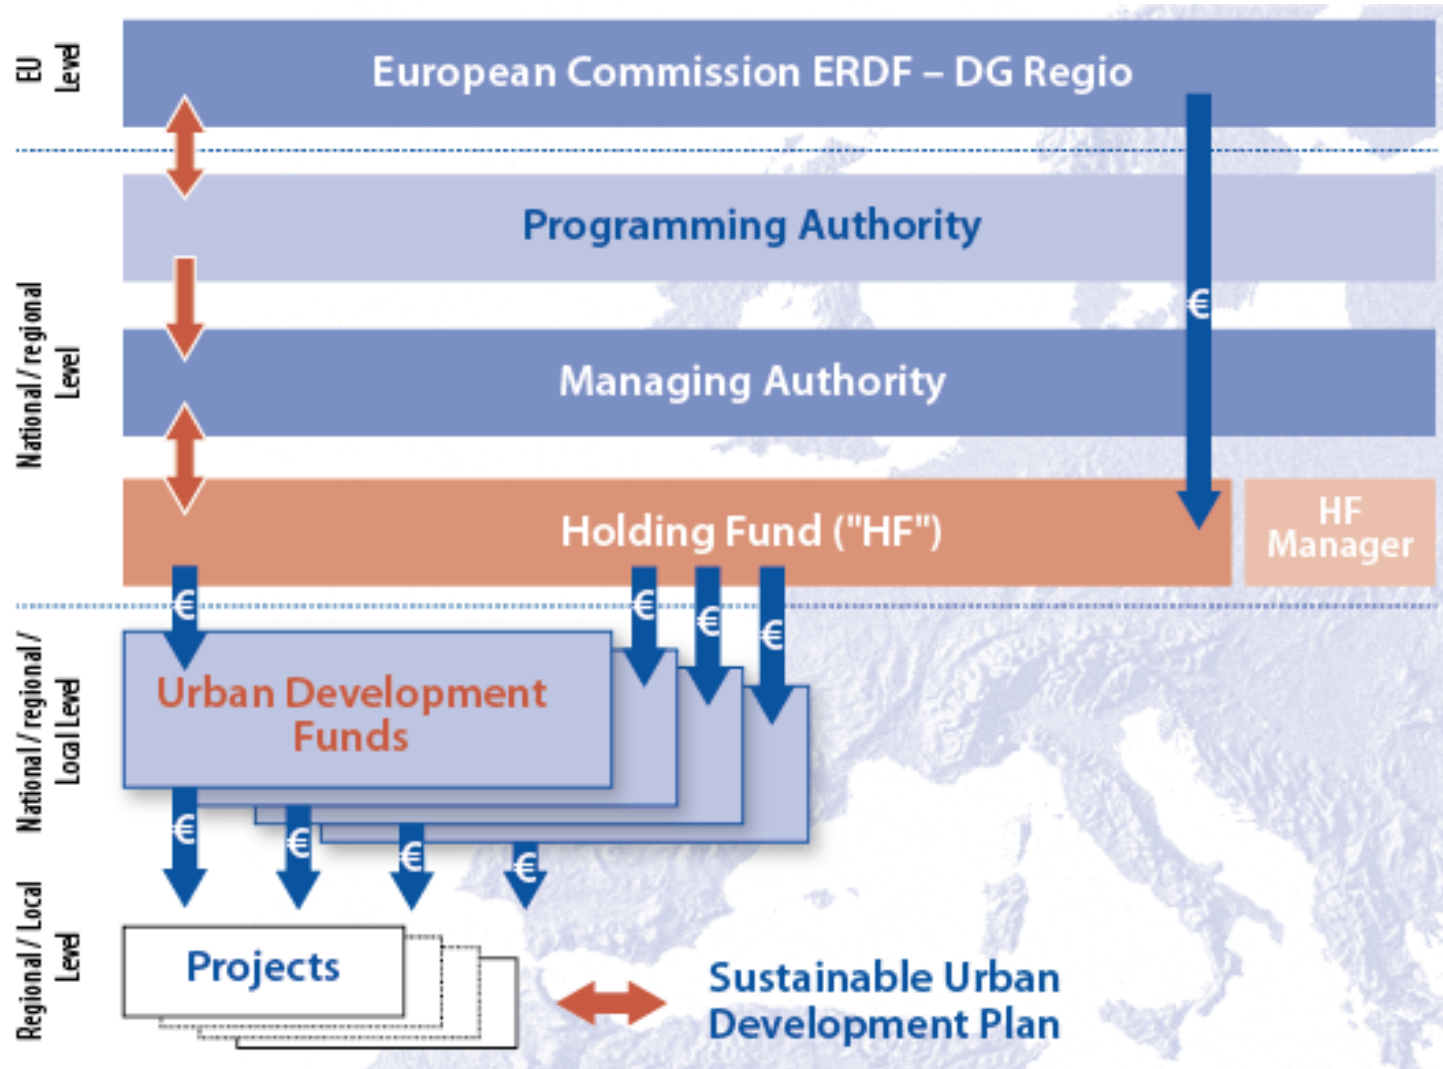 EU
Level
European Commission ERDF – DG Regio
Programming Authority
€
National / regional
Level
Managing Authority
Holding Fund ("HF")
HF
Manager
€
€
€
€
National / regional /
Local Level
Urban Development
Funds
€
€
€
€
Regional / Local
Level
Projects
Sustainable Urban
Development Plan